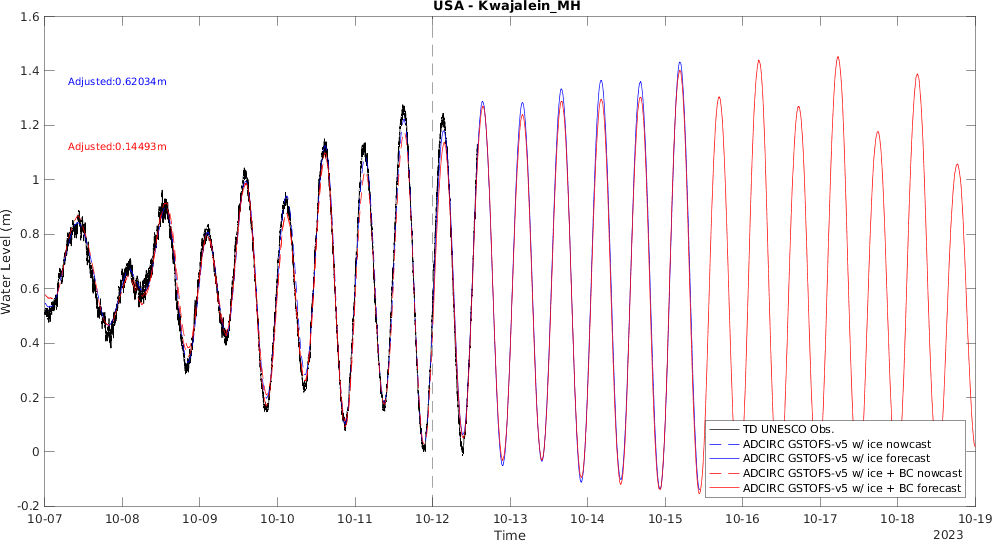 USA - Kwajalein_MH
1.6
1.4
1.2
1
0.8
0.6
0.4
0.2
0
-0.2
Water Level (m)
Adjusted:0.62034m
Adjusted:0.14493m
TD UNESCO Obs.
ADCIRC GSTOFS-v5 w/ ice nowcast
ADCIRC GSTOFS-v5 w/ ice forecast
ADCIRC GSTOFS-v5 w/ ice + BC nowcast
ADCIRC GSTOFS-v5 w/ ice + BC forecast
10-07 10-08 10-09 10-10 10-11 10-12 10-13 10-14 10-15 10-16 10-17 10-18 10-19
Time
2023